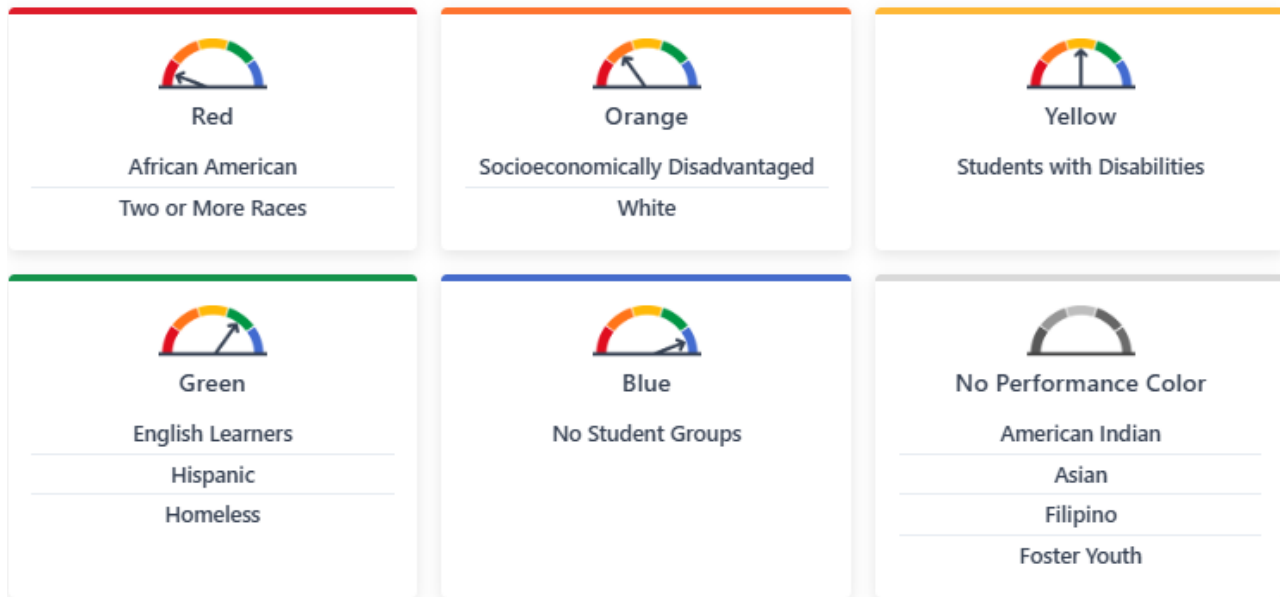 Red
African American
Two or More Races
Orange
Socioeconomically Disadvantaged
White
Yellow
Students with Disabilities
Green
English Learners
Hispanic
Homeless
Blue
No Student Groups
No Performance Color
American Indian
Asian
Filipino
Foster Youth